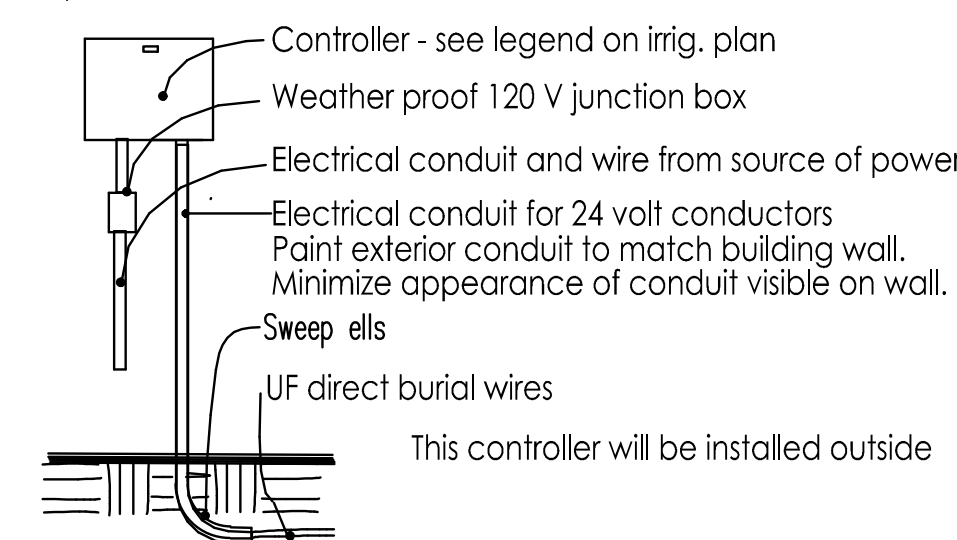 Controller - see legend on irrig. plan
Weather proof 120 V junction box
Electrical conduit and wire from source of power
Electrical conduit for 24 volt conductors
Paint exterior conduit to match building wall.
Minimize appearance of conduit visible on wall.
Sweep ells
UF direct burial wires
This controller will be installed outside